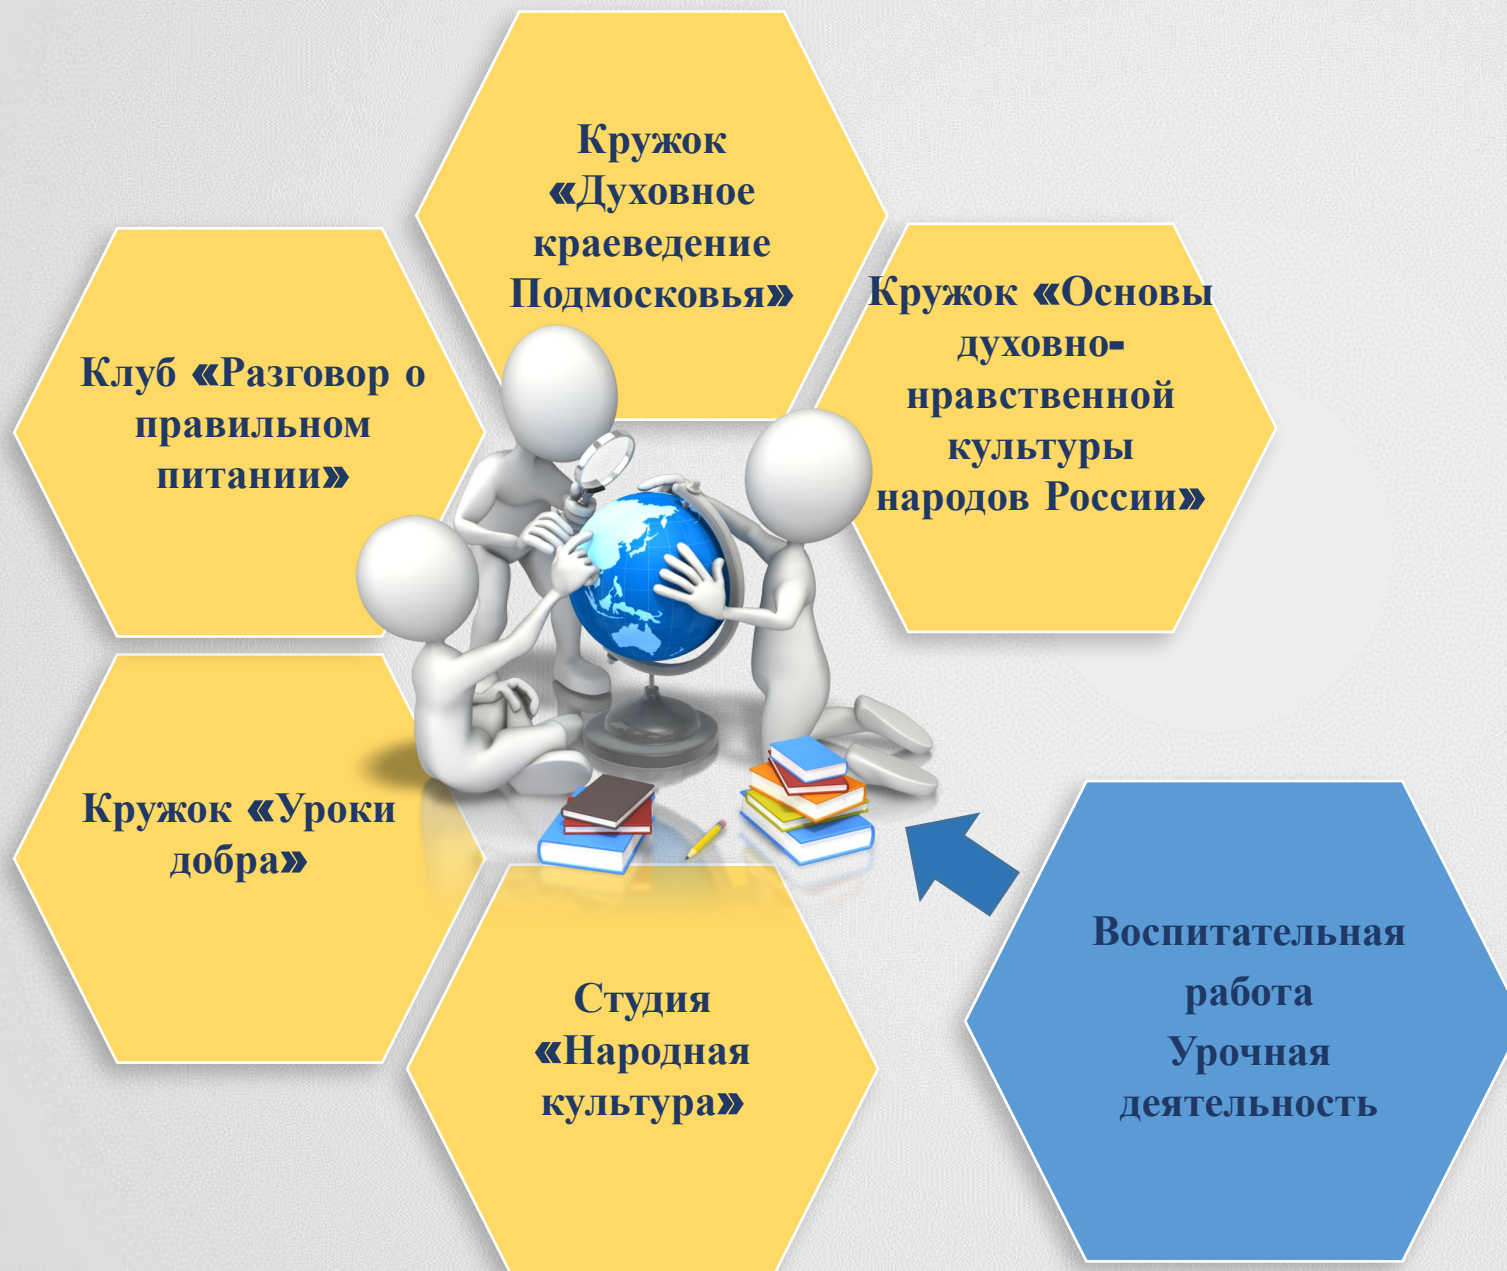 Кружок
«Духовное
краеведение
Подмосковья»
Кружок «Основы
духовно-
нравственной
культуры
народов России»
Клуб «Разговор о
правильном
питании»
Кружок «Уроки
добра»
Студия
«Народная
культура»
Воспитательная
работа
Урочная
деятельность